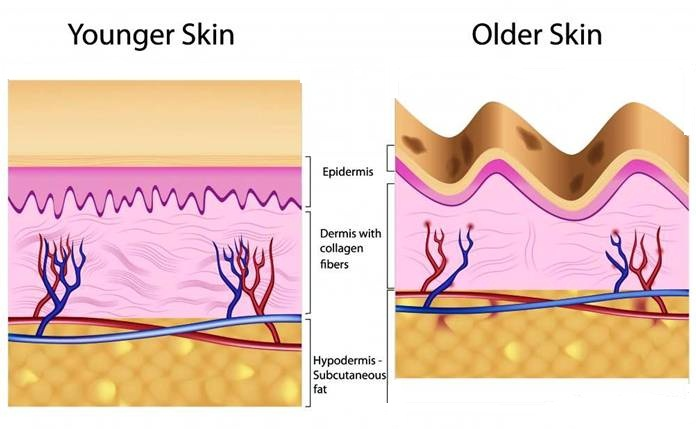 Younger Skin
Older Skin
Epidermis
Dermis with
collagen
fibers
Hypodermis -
Subcutaneous
fat